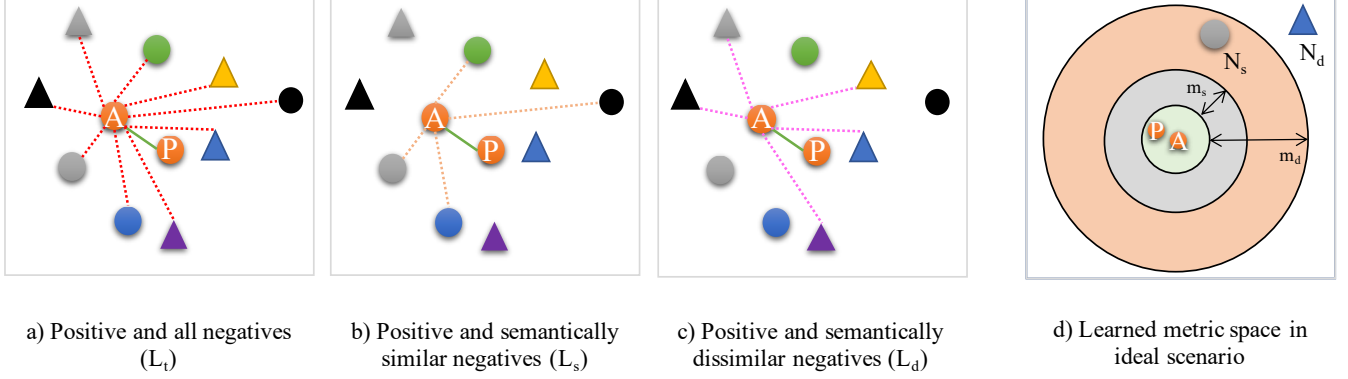 A
P
A
P
A
P
P
A
m_s
m_d
N_s
N_d
a) Positive and all negatives
(L_t)
b) Positive and semantically
similar negatives (L_s)
c) Positive and semantically
dissimilar negatives (L_d)
d) Learned metric space in
ideal scenario